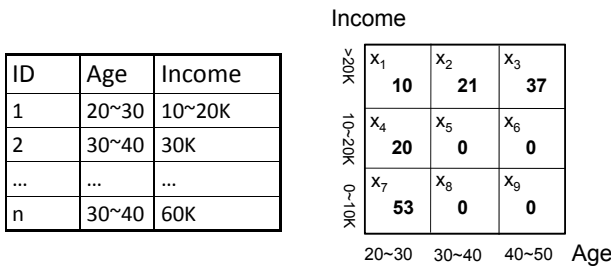 ID Age Income
1 20~30 10~20K
2 30~40 30K
... ... ...
n 30~40 60K
Income
>20K x₁ 10 x₂ 21 x₃ 37
10~20K x₄ 20 x₅ 0 x₆ 0
0~10K x₇ 53 x₈ 0 x₉ 0
20~30 30~40 40~50 Age